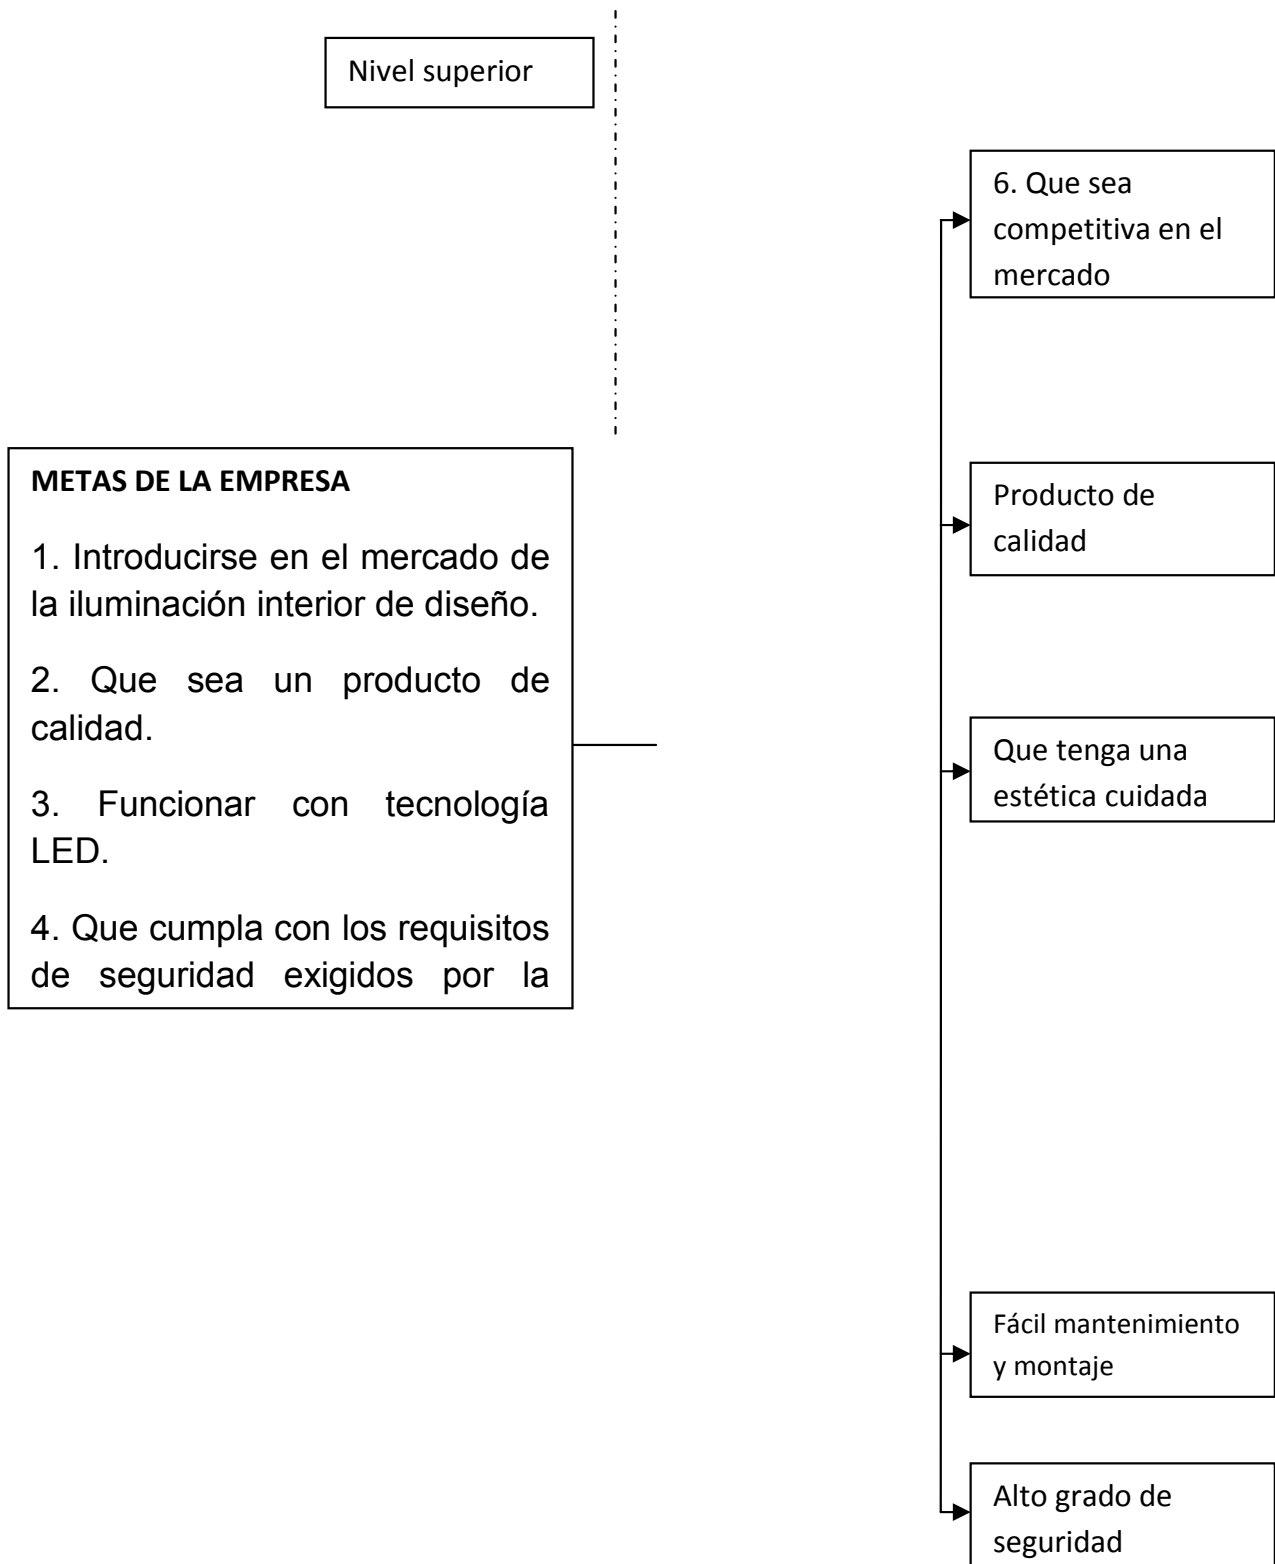 Nivel superior
6. Que sea
competitiva en el
mercado
METAS DE LA EMPRESA
1. Introducirse en el mercado de
la iluminación interior de diseño.
2. Que sea un producto de
calidad.
3. Funcionar con tecnología
LED.
4. Que cumpla con los requisitos
de seguridad exigidos por la
Producto de
calidad
Que tenga una
estética cuidada
Fácil mantenimiento
y montaje
Alto grado de
seguridad